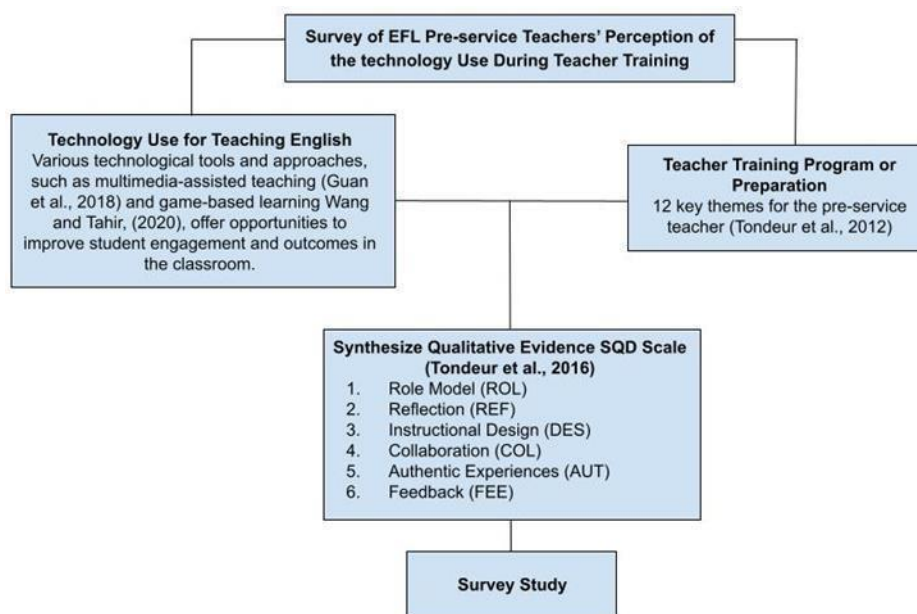 Survey of EFL Pre-service Teachers' Perception of
the technology Use During Teacher Training
Technology Use for Teaching English
Various technological tools and approaches,
such as multimedia-assisted teaching (Guan
et al., 2018) and game-based learning Wang
and Tahir, (2020), offer opportunities to
improve student engagement and outcomes in
the classroom.
Teacher Training Program or
Preparation
12 key themes for the pre-service
teacher (Tondeur et al., 2012)
Synthesize Qualitative Evidence SQD Scale
(Tondeur et al., 2016)
1. Role Model (ROL)
2. Reflection (REF)
3. Instructional Design (DES)
4. Collaboration (COL)
5. Authentic Experiences (AUT)
6. Feedback (FEE)
Survey Study